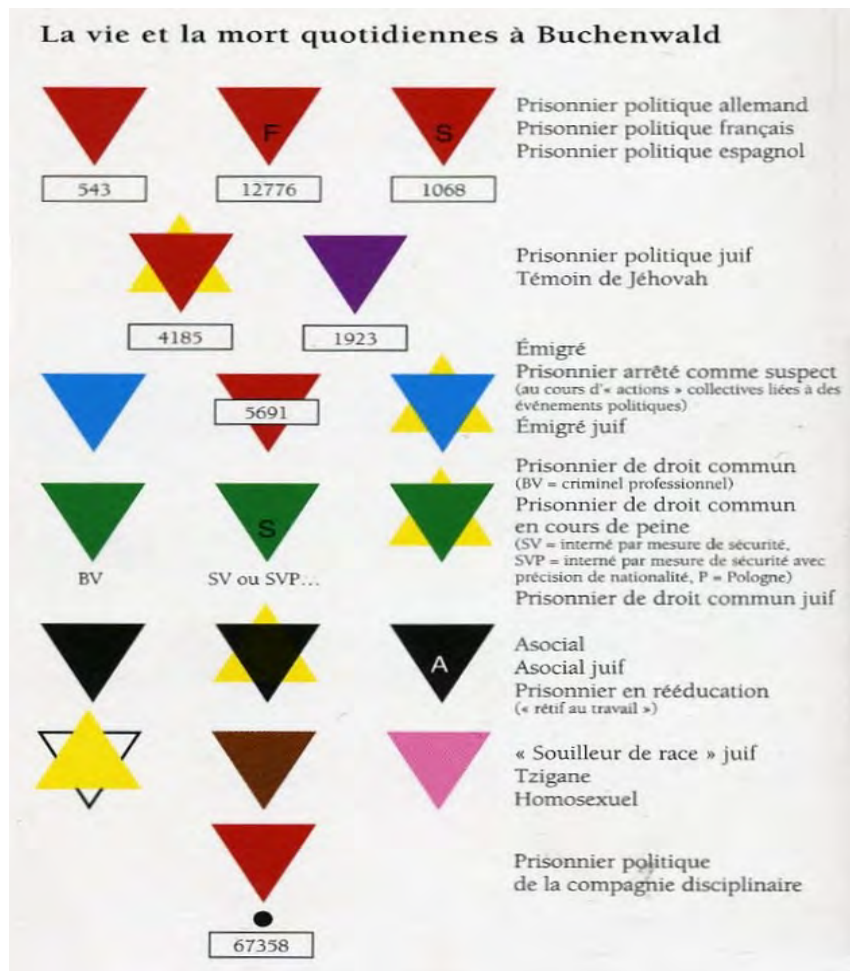 La vie et la mort quotidiennes à Buchenwald
F
S
Prisonnier politique allemand
Prisonnier politique français
Prisonnier politique espagnol
543
12776
1068
Prisonnier politique juif
Témoin de Jéhovah
4185
1923
Émigré
Prisonnier arrêté comme suspect
(au cours d'« actions » collectives liées à des
événements politiques)
Émigré juif
5691
Prisonnier de droit commun
(BV = criminel professionnel)
Prisonnier de droit commun
en cours de peine
(SV = interné par mesure de sécurité,
SVP = interné par mesure de sécurité avec
précision de nationalité, P = Pologne)
Prisonnier de droit commun juif
S
BV
SV ou SVP...
Asocial
Asocial juif
Prisonnier en rééducation
(« rétif au travail »)
A
« Souilleur de race » juif
Tzigane
Homosexuel
Prisonnier politique
de la compagnie disciplinaire
67358